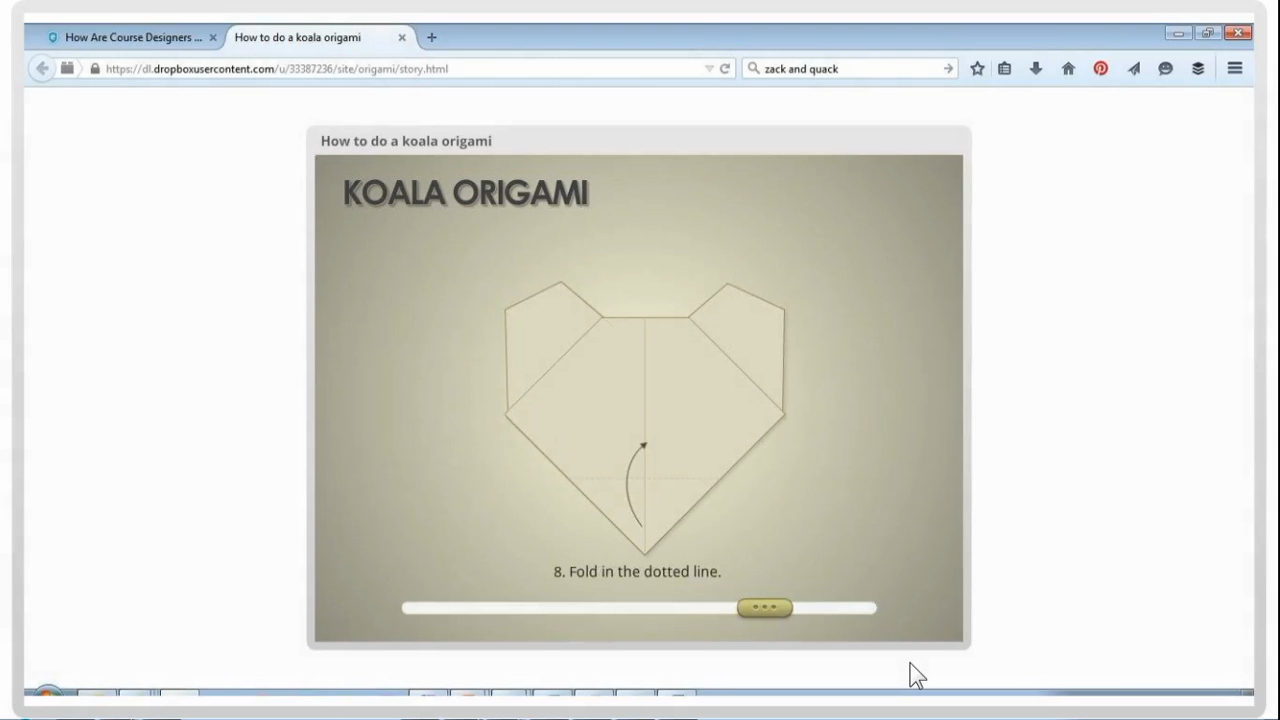 How Are Course Designers ...
How to do a koala origami
https://dl.dropboxusercontent.com/u/33387236/site/origami/story.html
zack and quack
How to do a koala origami
KOALA ORIGAMI
8. Fold in the dotted line.